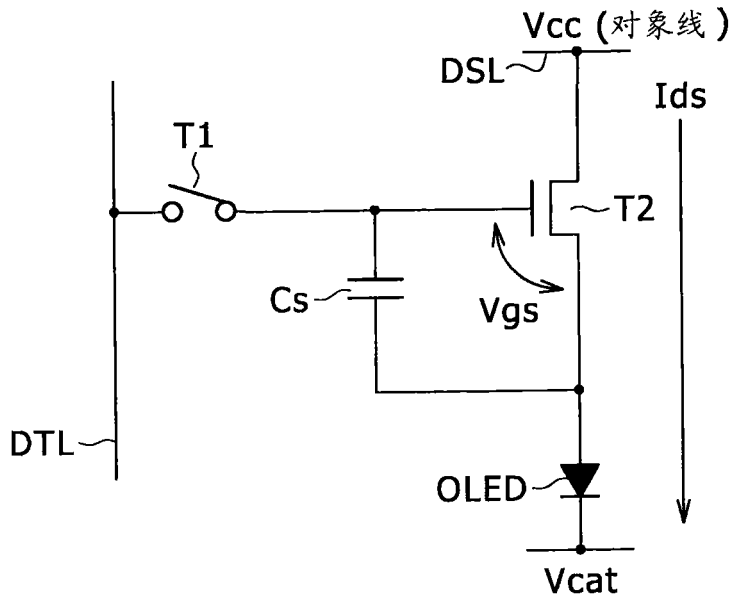 Vcc (对象线)
DSL
Ids
T1
T2
Cs
Vgs
DTL
OLED
Vcat